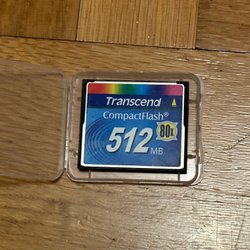 Transcend
CompactFlash®
512 MB
80x